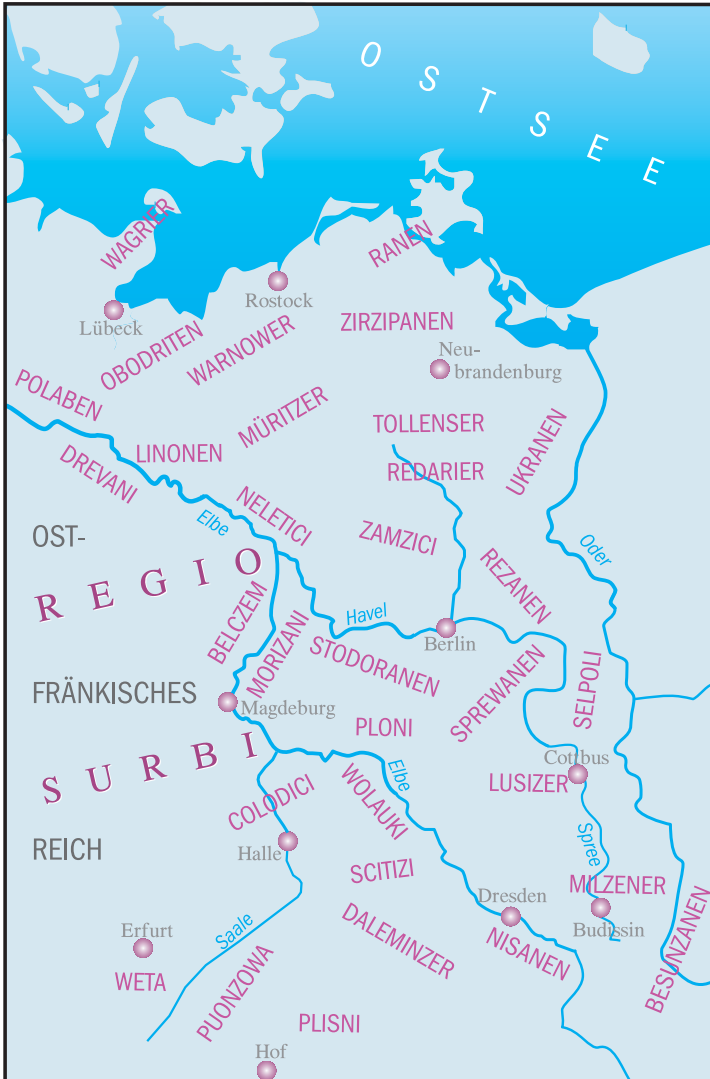 OSTSEE
WAGRIER
RANEN
Rostock
Lübeck
ZIRZIPANEN
OBODRITEN
WARNOWER
Neu-
brandenburg
POLABEN
MÜRITZER
TOLLENSER
DREVANI
LINONEN
REDARIER
UKRANEN
NELETICI
Elbe
OST-
ZAMZICI
Oder
REGIO
REZANEN
BELCZEM
MORIZANI
Havel
Berlin
STODORANEN
FRÄNKISCHES
Magdeburg
SPREWANEN
SELPOLI
PLONI
SURBI
Elbe
Cottbus
WOLAUKI
LUSIZER
COLODICI
REICH
Halle
Spree
SCITIZI
MILZENER
Dresden
Budissin
DALEMINZER
NISANEN
BESUNZANEN
Erfurt
Saale
WETA
PUONZOWA
PLISNI
Hof